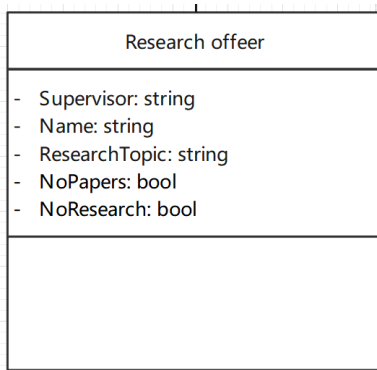 Research offeer
- Supervisor: string
- Name: string
- ResearchTopic: string
- NoPapers: bool
- NoResearch: bool